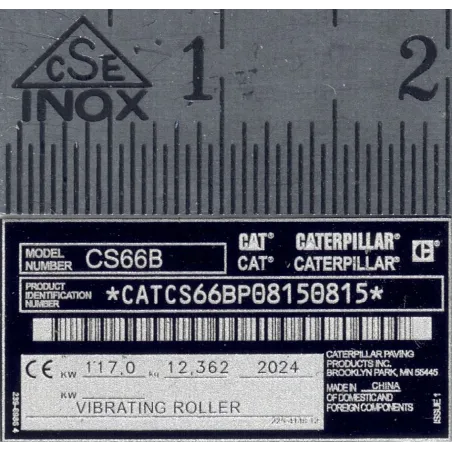 CSE
INOX
1 2
MODEL NUMBER CS66B
CAT® CATERPILLAR®
CAT® CATERPILLAR®
PRODUCT IDENTIFICATION NUMBER *CATCS66BP08150815*
CE KW 117,0 kg 12,362 2024
KW
VIBRATING ROLLER
CATERPILLAR PAVING
PRODUCTS INC.
BROOKLYN PARK, MN 55445
MADE IN CHINA
OF DOMESTIC AND
FOREIGN COMPONENTS
ISSUE 1